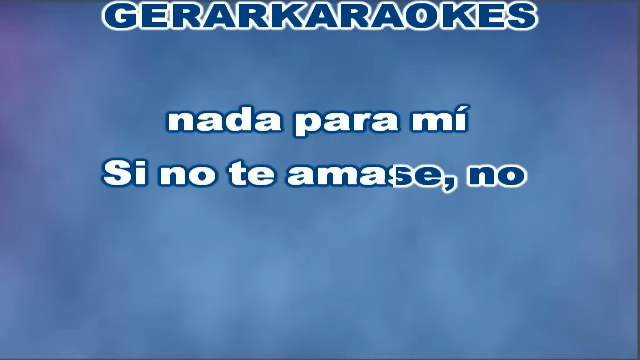 GERARKARAOKES
nada para mí
Si no te amase, no